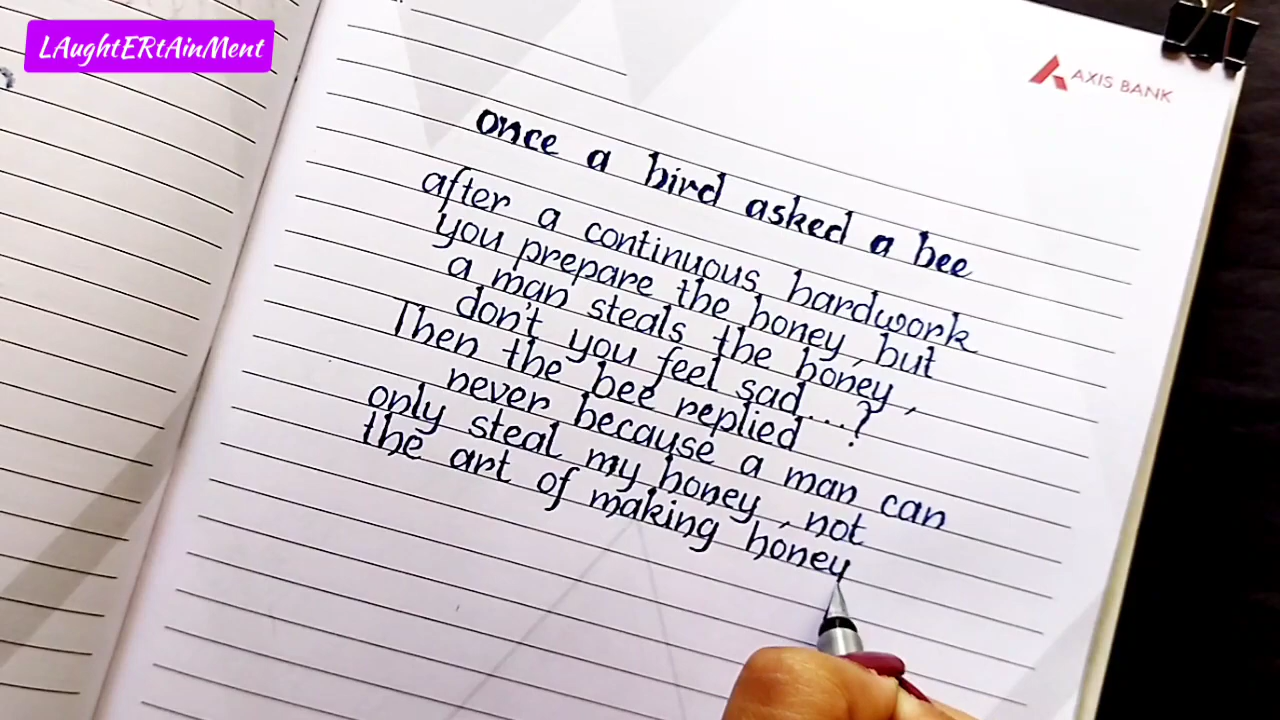 LAughtERtAinMent
AXIS BANK
once a bird asked a bee
after a continuous hardwork
you prepare the honey, but
a man steals the honey,
don't you feel sad....?
Then the bee replied
never because a man can
only steal my honey, not
the art of making honey